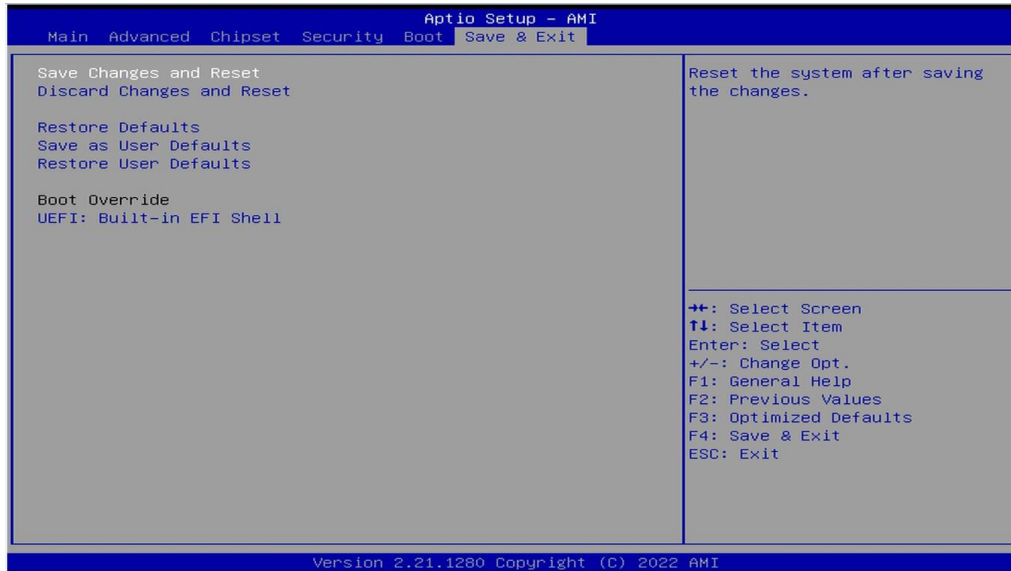 Aptio Setup – AMI
Main Advanced Chipset Security Boot Save & Exit
Save Changes and Reset
Discard Changes and Reset
Restore Defaults
Save as User Defaults
Restore User Defaults
Boot Override
UEFI: Built-in EFI Shell
Reset the system after saving
the changes.
→←: Select Screen
↑↓: Select Item
Enter: Select
+/-: Change Opt.
F1: General Help
F2: Previous Values
F3: Optimized Defaults
F4: Save & Exit
ESC: Exit
Version 2.21.1280 Copyright (C) 2022 AMI